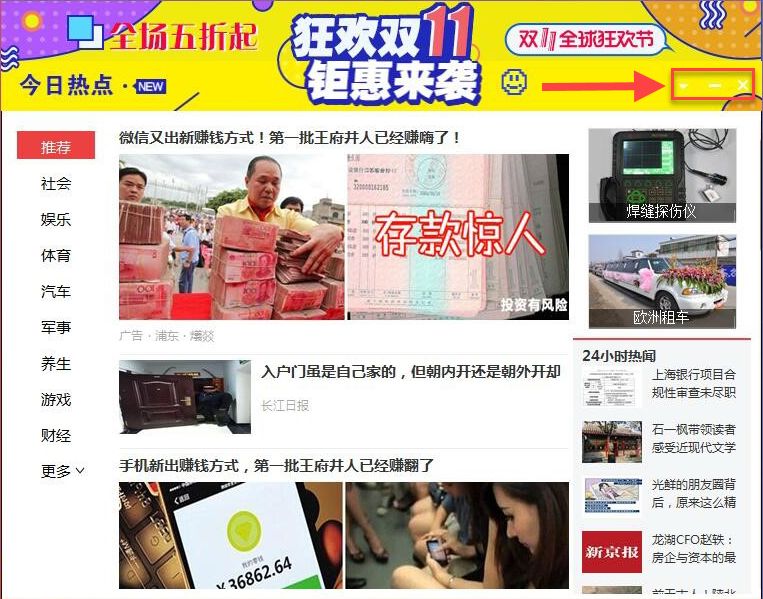 全场五折起
狂欢双11
钜惠来袭
双11全球狂欢节
今日热点·NEW
推荐
社会
娱乐
体育
汽车
军事
养生
游戏
财经
更多
微信又出新赚钱方式！第一批王府井人已经赚嗨了！
100
320000162185
存款惊人
投资有风险
广告·浦东·爔燚
入户门虽是自己家的，但朝内开还是朝外开却
长江日报
手机新出赚钱方式，第一批王府井人已经赚翻了
我的零钱
¥36862.64
焊缝探伤仪
欧洲租车
24小时热闻
上海银行项目合
规性审查未尽职
石一枫带领读者
感受近现代文学
光鲜的朋友圈背
后，原来这么精
新京报
龙湖CFO赵轶：
房企与资本的最